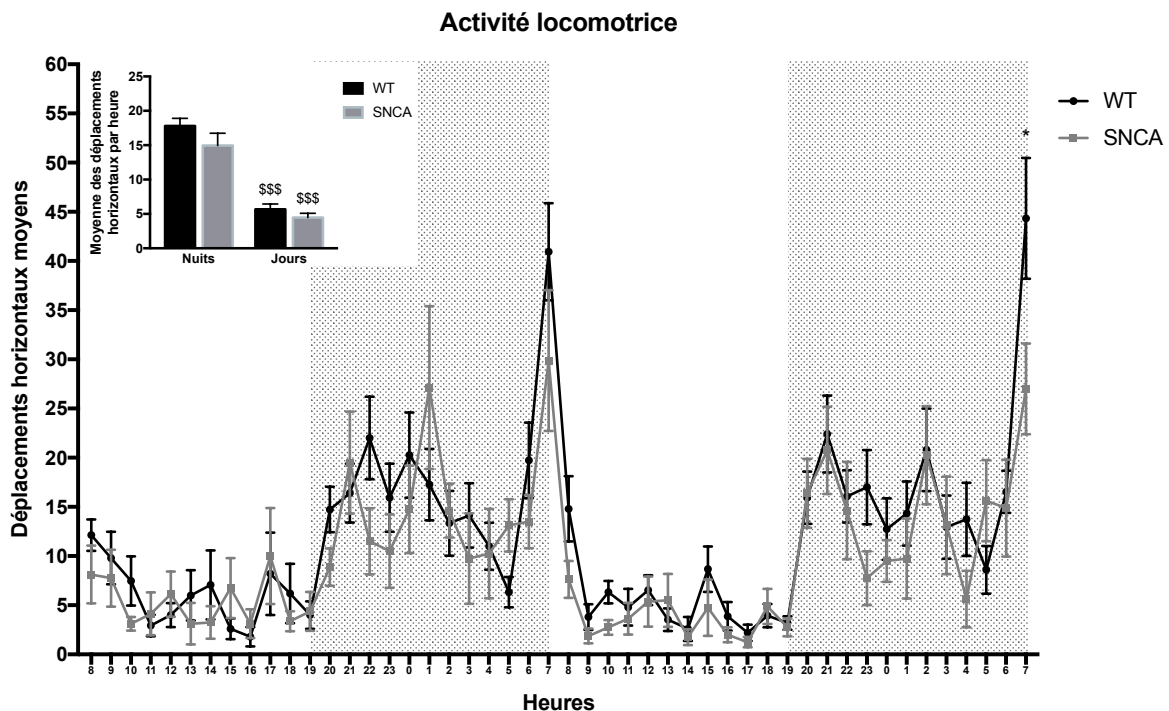 Activité locomotrice
60
55
50
45
40
35
30
25
20
15
10
5
0
Déplacements horizontaux moyens
25
20
15
10
5
0
Moyenne des déplacements
horizontaux par heure
WT
SNCA
$$$ $$$
Nuits Jours
WT
SNCA
*
8 9 10 11 12 13 14 15 16 17 18 19 20 21 22 23 0 1 2 3 4 5 6 7 8 9 10 11 12 13 14 15 16 17 18 19 20 21 22 23 0 1 2 3 4 5 6 7
Heures